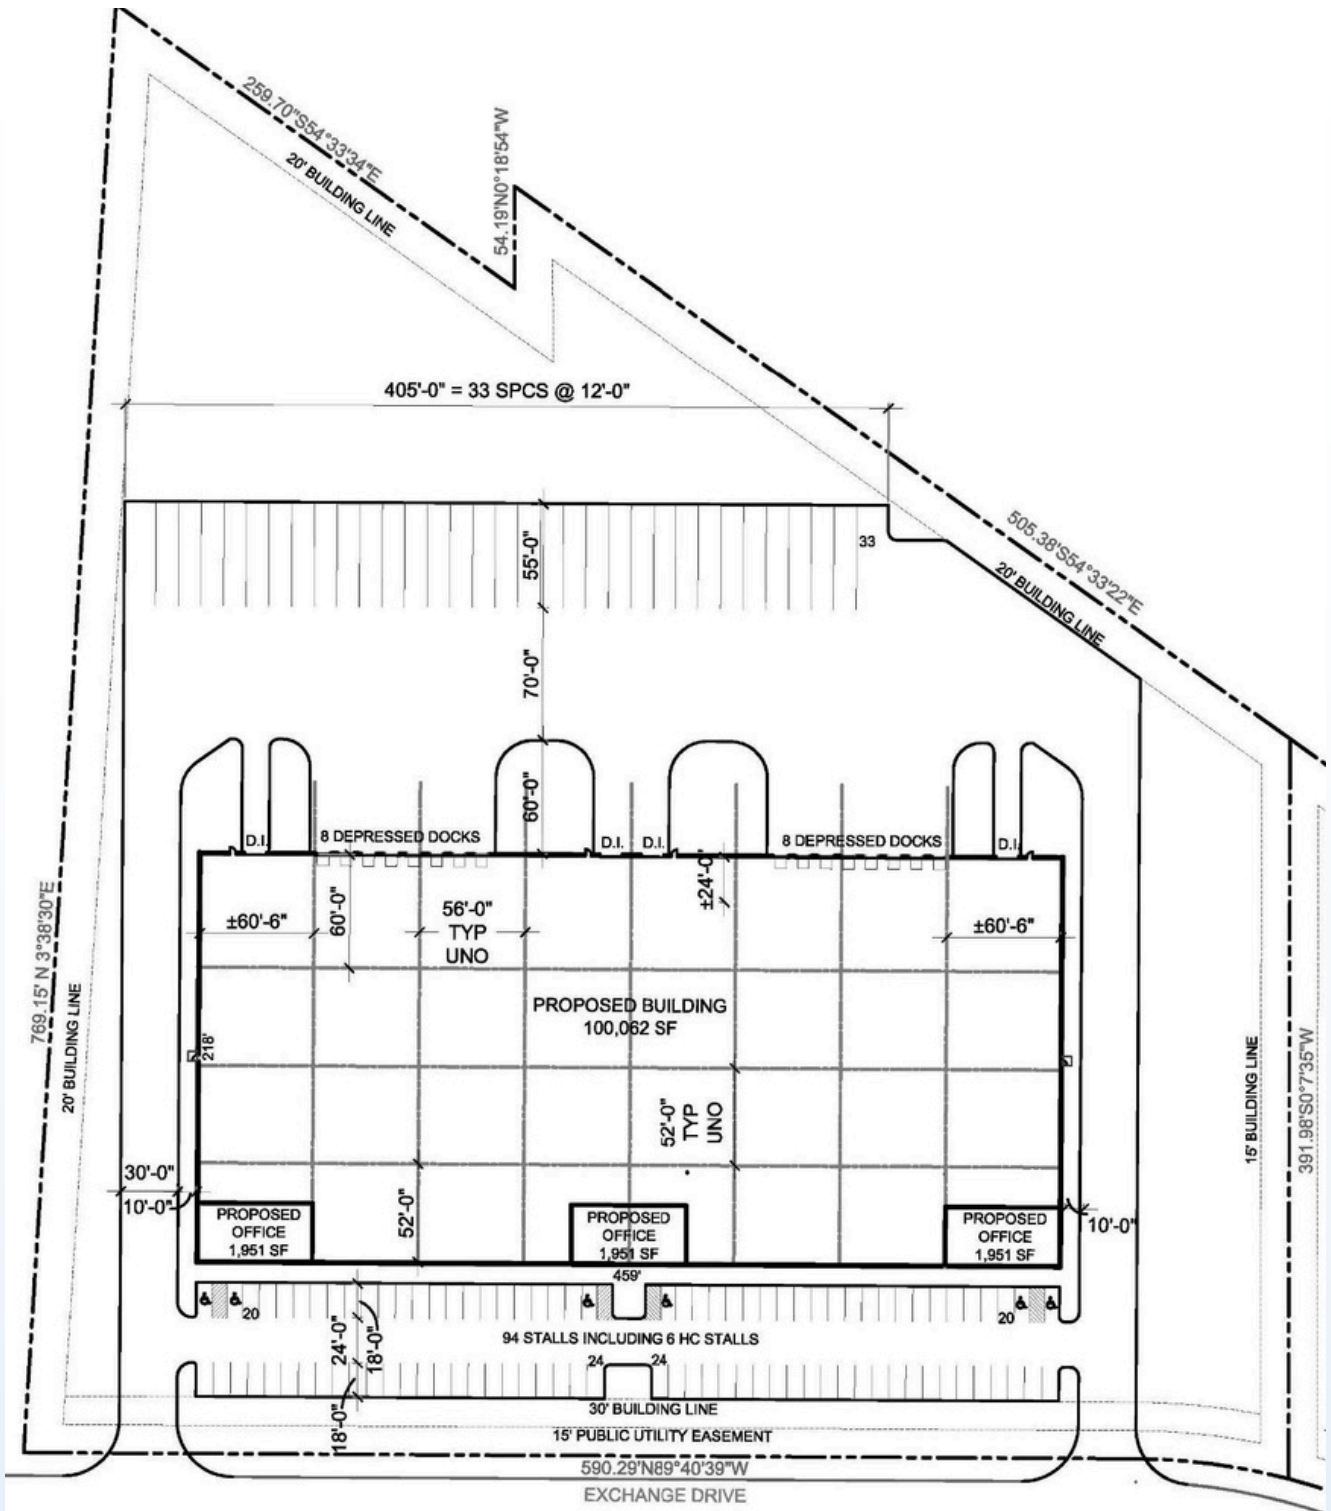 259.70"S54°33'34"E
20' BUILDING LINE
54.19'N0°18'54"W
405'-0" = 33 SPCS @ 12'-0"
55'-0"
33
505.38'S54°33'22"E
20' BUILDING LINE
70'-0"
60'-0"
D.I.
8 DEPRESSED DOCKS
D.I.
D.I.
8 DEPRESSED DOCKS
D.I.
±60'-6"
60'-0"
56'-0"
TYP
UNO
±24'-0"
±60'-6"
769.15' N 3°38'30"E
20' BUILDING LINE
218'
PROPOSED BUILDING
100,062 SF
52'-0"
TYP
UNO
15' BUILDING LINE
391.98'S0°7'35"W
30'-0"
10'-0"
52'-0"
10'-0"
PROPOSED
OFFICE
1,951 SF
PROPOSED
OFFICE
1,951 SF
PROPOSED
OFFICE
1,951 SF
459'
20
20
24'-0"
18'-0"
94 STALLS INCLUDING 6 HC STALLS
24
24
18'-0"
30' BUILDING LINE
15' PUBLIC UTILITY EASEMENT
590.29'N89°40'39"W
EXCHANGE DRIVE